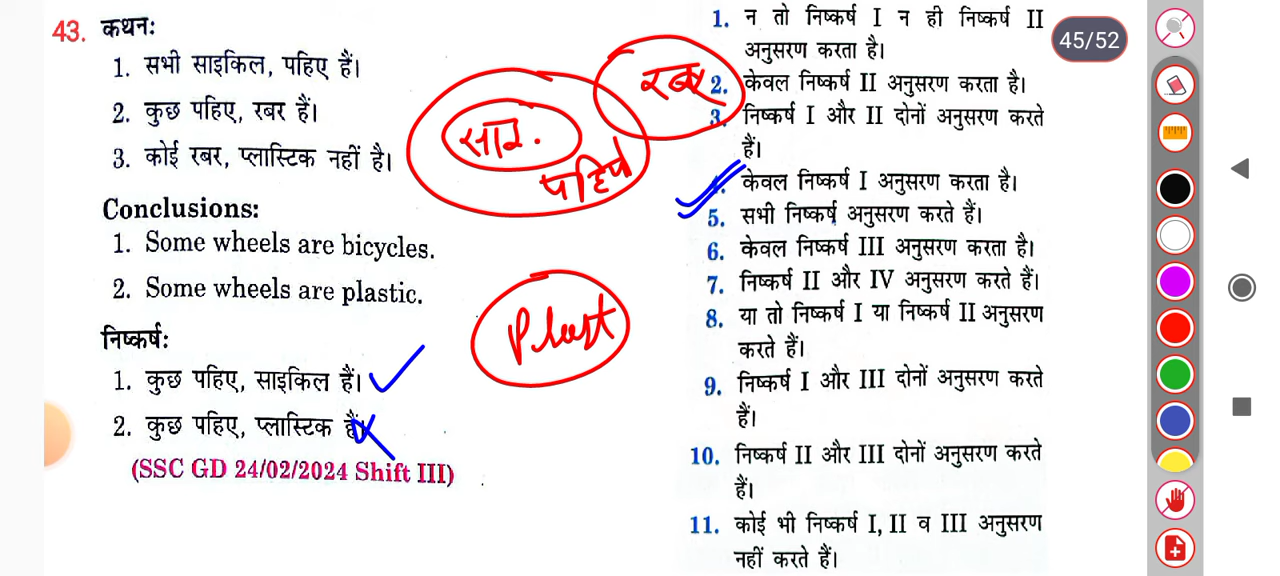 43. कथनः
1. सभी साइकिल, पहिए हैं।
2. कुछ पहिए, रबर हैं।
3. कोई रबर, प्लास्टिक नहीं है।
Conclusions:
1. Some wheels are bicycles.
2. Some wheels are plastic.
निष्कर्षः
1. कुछ पहिए, साइकिल हैं।
2. कुछ पहिए, प्लास्टिक हैं।
(SSC GD 24/02/2024 Shift III)
साइ.
पहिये
रबर
Plast
1. न तो निष्कर्ष I न ही निष्कर्ष II
अनुसरण करता है।
2. केवल निष्कर्ष II अनुसरण करता है।
3. निष्कर्ष I और II दोनों अनुसरण करते
हैं।
4. केवल निष्कर्ष I अनुसरण करता है।
5. सभी निष्कर्ष अनुसरण करते हैं।
6. केवल निष्कर्ष III अनुसरण करता है।
7. निष्कर्ष II और IV अनुसरण करते हैं।
8. या तो निष्कर्ष I या निष्कर्ष II अनुसरण
करते हैं।
9. निष्कर्ष I और III दोनों अनुसरण करते
हैं।
10. निष्कर्ष II और III दोनों अनुसरण करते
हैं।
11. कोई भी निष्कर्ष I, II व III अनुसरण
नहीं करते हैं।
45/52